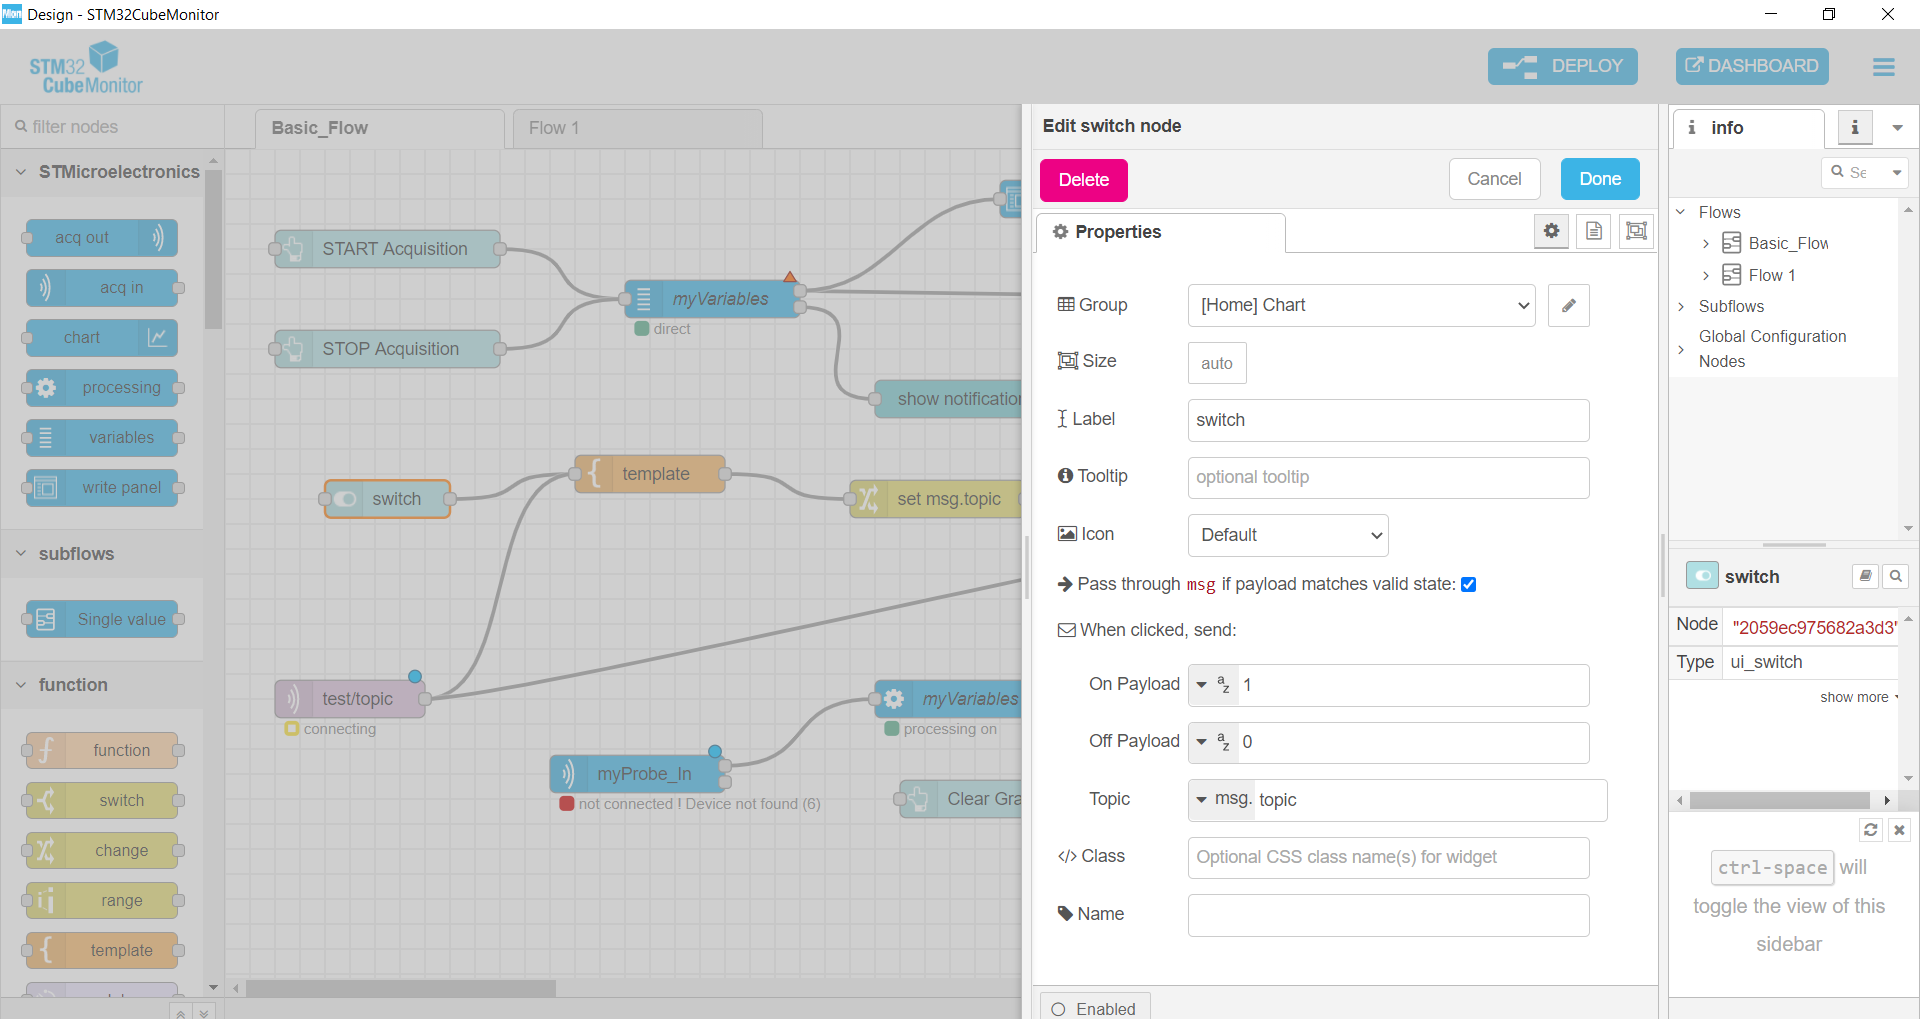 Design - STM32CubeMonitor
STM32
CubeMonitor
DEPLOY
DASHBOARD
filter nodes
STMicroelectronics
acq out
acq in
chart
processing
variables
write panel
subflows
Single value
function
function
switch
change
range
template
Basic_Flow
Flow 1
START Acquisition
STOP Acquisition
myVariables
direct
show notification
switch
template
set msg.topic
test/topic
connecting
myProbe_In
not connected ! Device not found (6)
myVariables
processing on
Clear Gra
Edit switch node
Delete
Cancel
Done
Properties
Group
[Home] Chart
Size
auto
Label
switch
Tooltip
optional tooltip
Icon
Default
Pass through msg if payload matches valid state:
When clicked, send:
On Payload
a
z
1
Off Payload
a
z
0
Topic
msg. topic
Class
Optional CSS class name(s) for widget
Name
Enabled
info
Se
Flows
Basic_Flow
Flow 1
Subflows
Global Configuration
Nodes
switch
Node
"2059ec975682a3d3"
Type
ui_switch
show more
ctrl-space will
toggle the view of this
sidebar